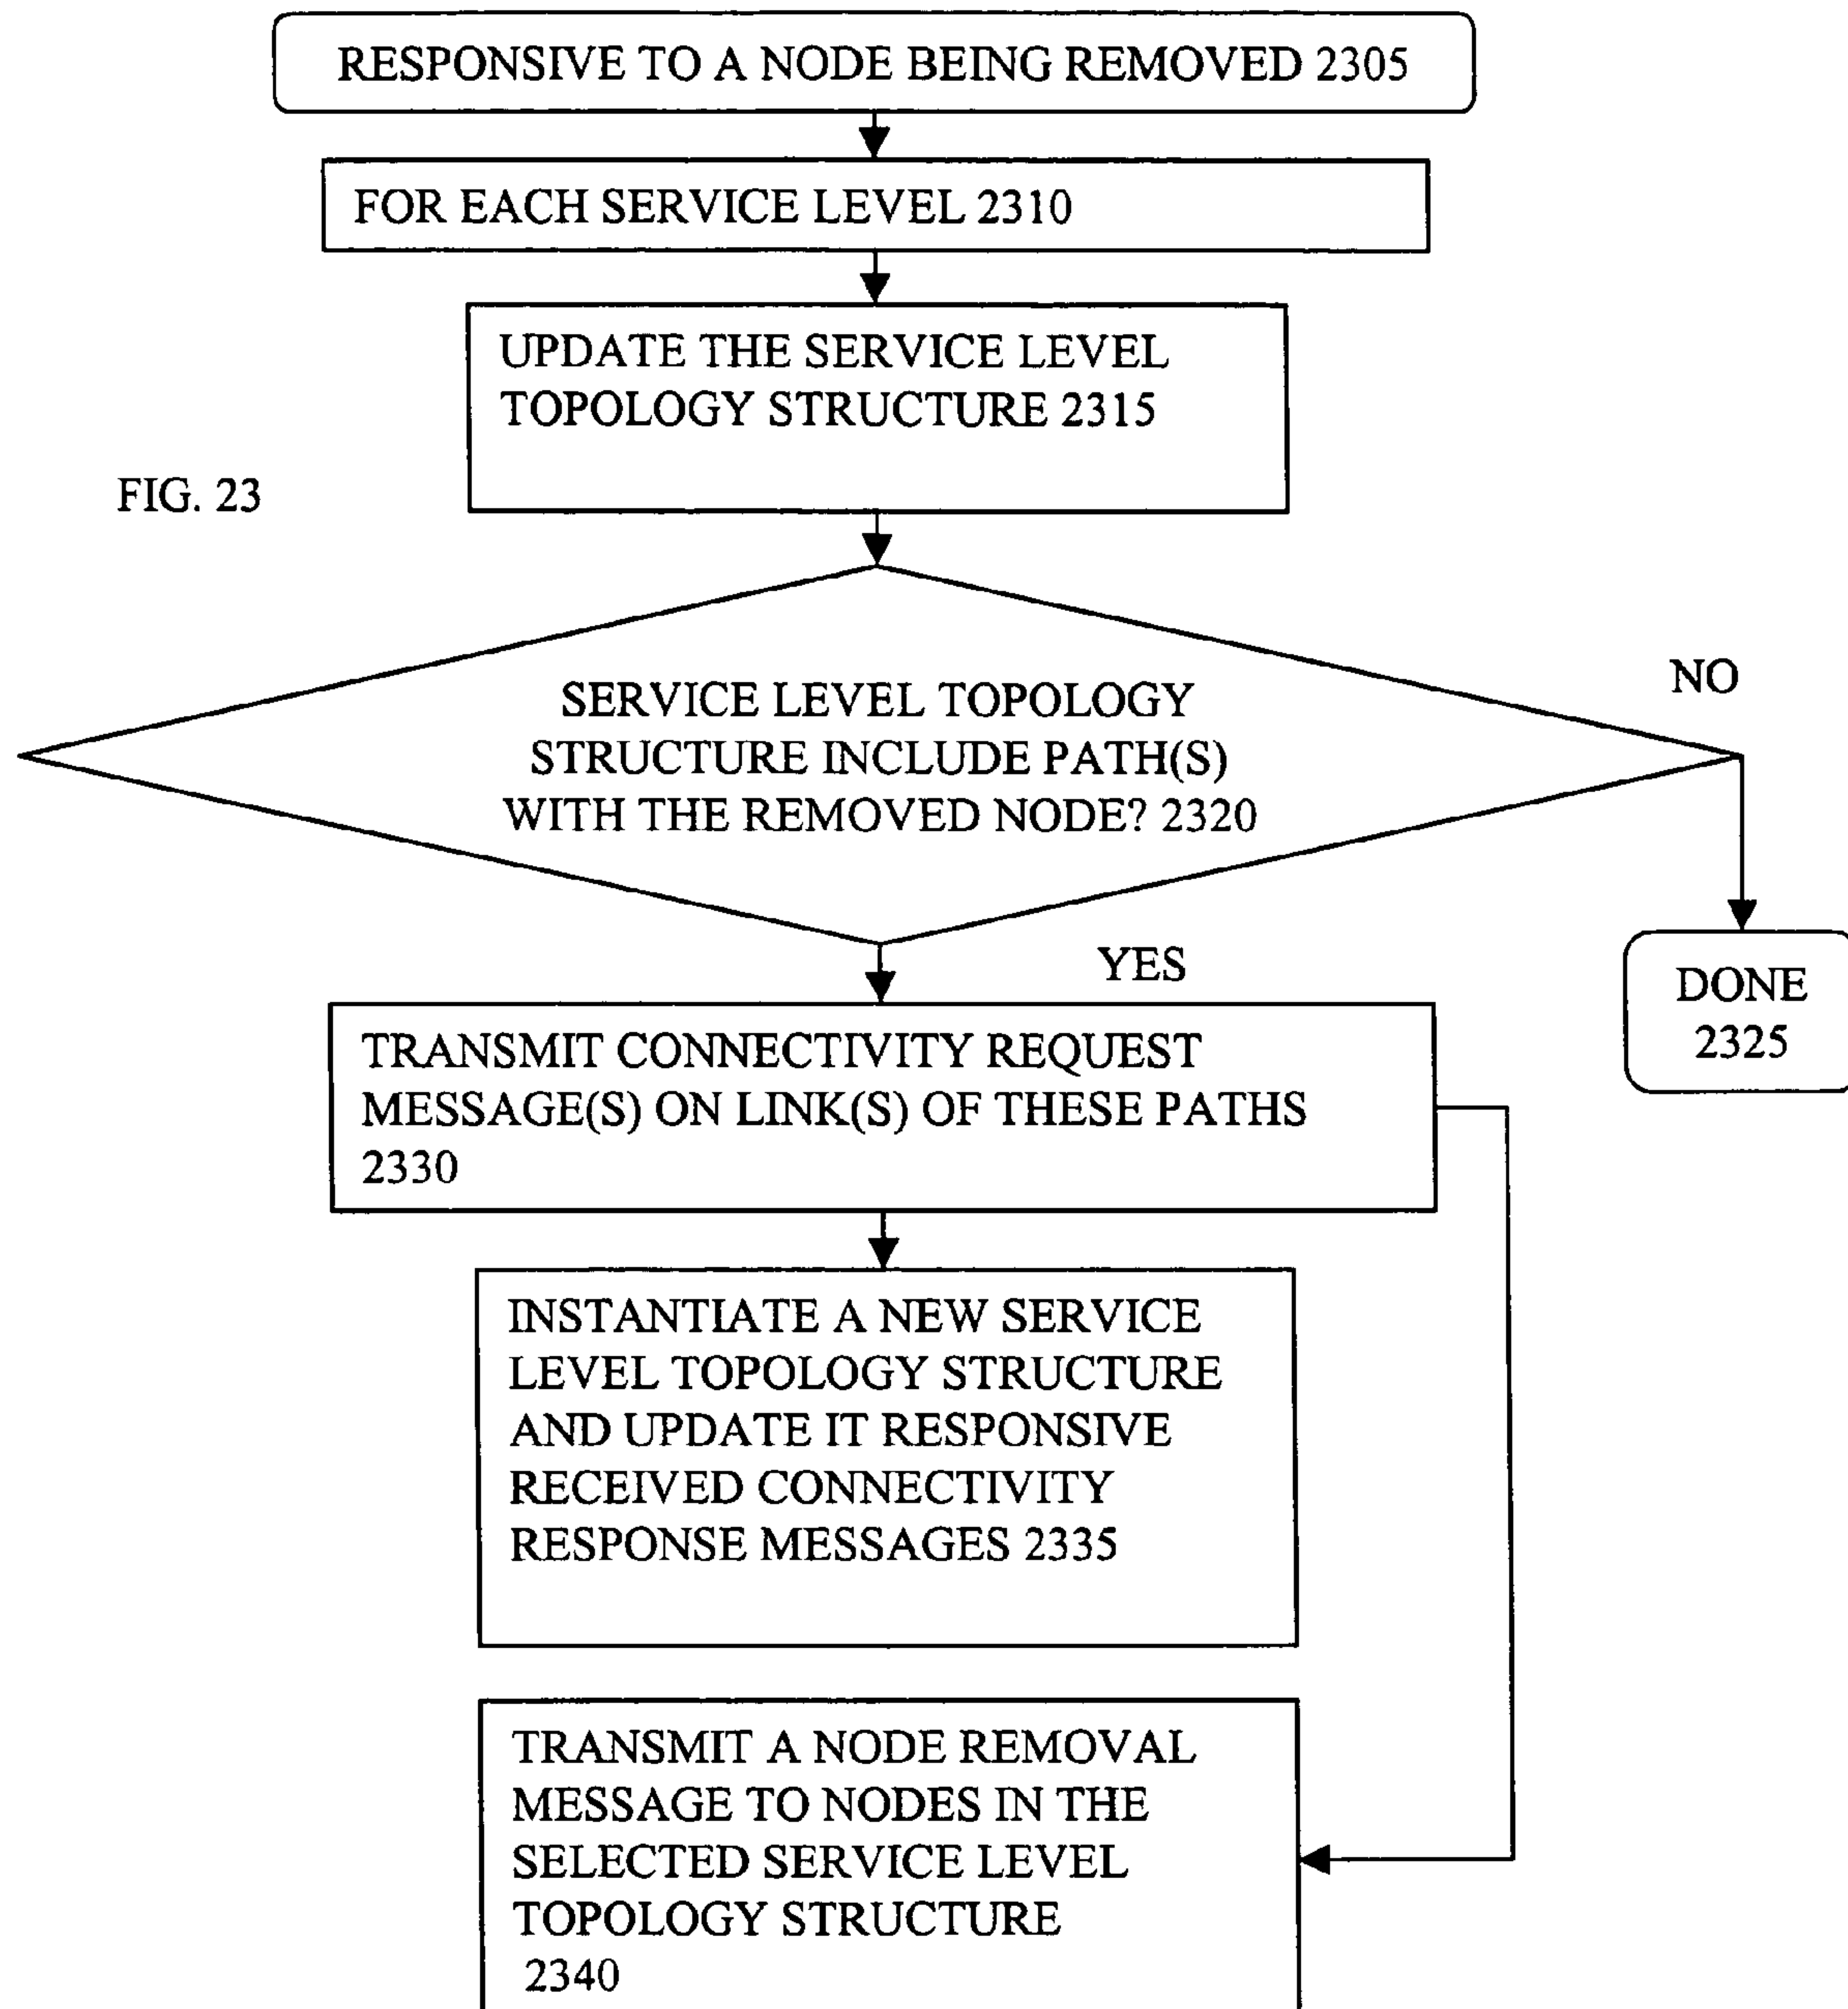 RESPONSIVE TO A NODE BEING REMOVED 2305
FOR EACH SERVICE LEVEL 2310
UPDATE THE SERVICE LEVEL
TOPOLOGY STRUCTURE 2315
FIG. 23
SERVICE LEVEL TOPOLOGY
STRUCTURE INCLUDE PATH(S)
WITH THE REMOVED NODE? 2320
NO
DONE
2325
YES
TRANSMIT CONNECTIVITY REQUEST
MESSAGE(S) ON LINK(S) OF THESE PATHS
2330
INSTANTIATE A NEW SERVICE
LEVEL TOPOLOGY STRUCTURE
AND UPDATE IT RESPONSIVE
RECEIVED CONNECTIVITY
RESPONSE MESSAGES 2335
TRANSMIT A NODE REMOVAL
MESSAGE TO NODES IN THE
SELECTED SERVICE LEVEL
TOPOLOGY STRUCTURE
2340